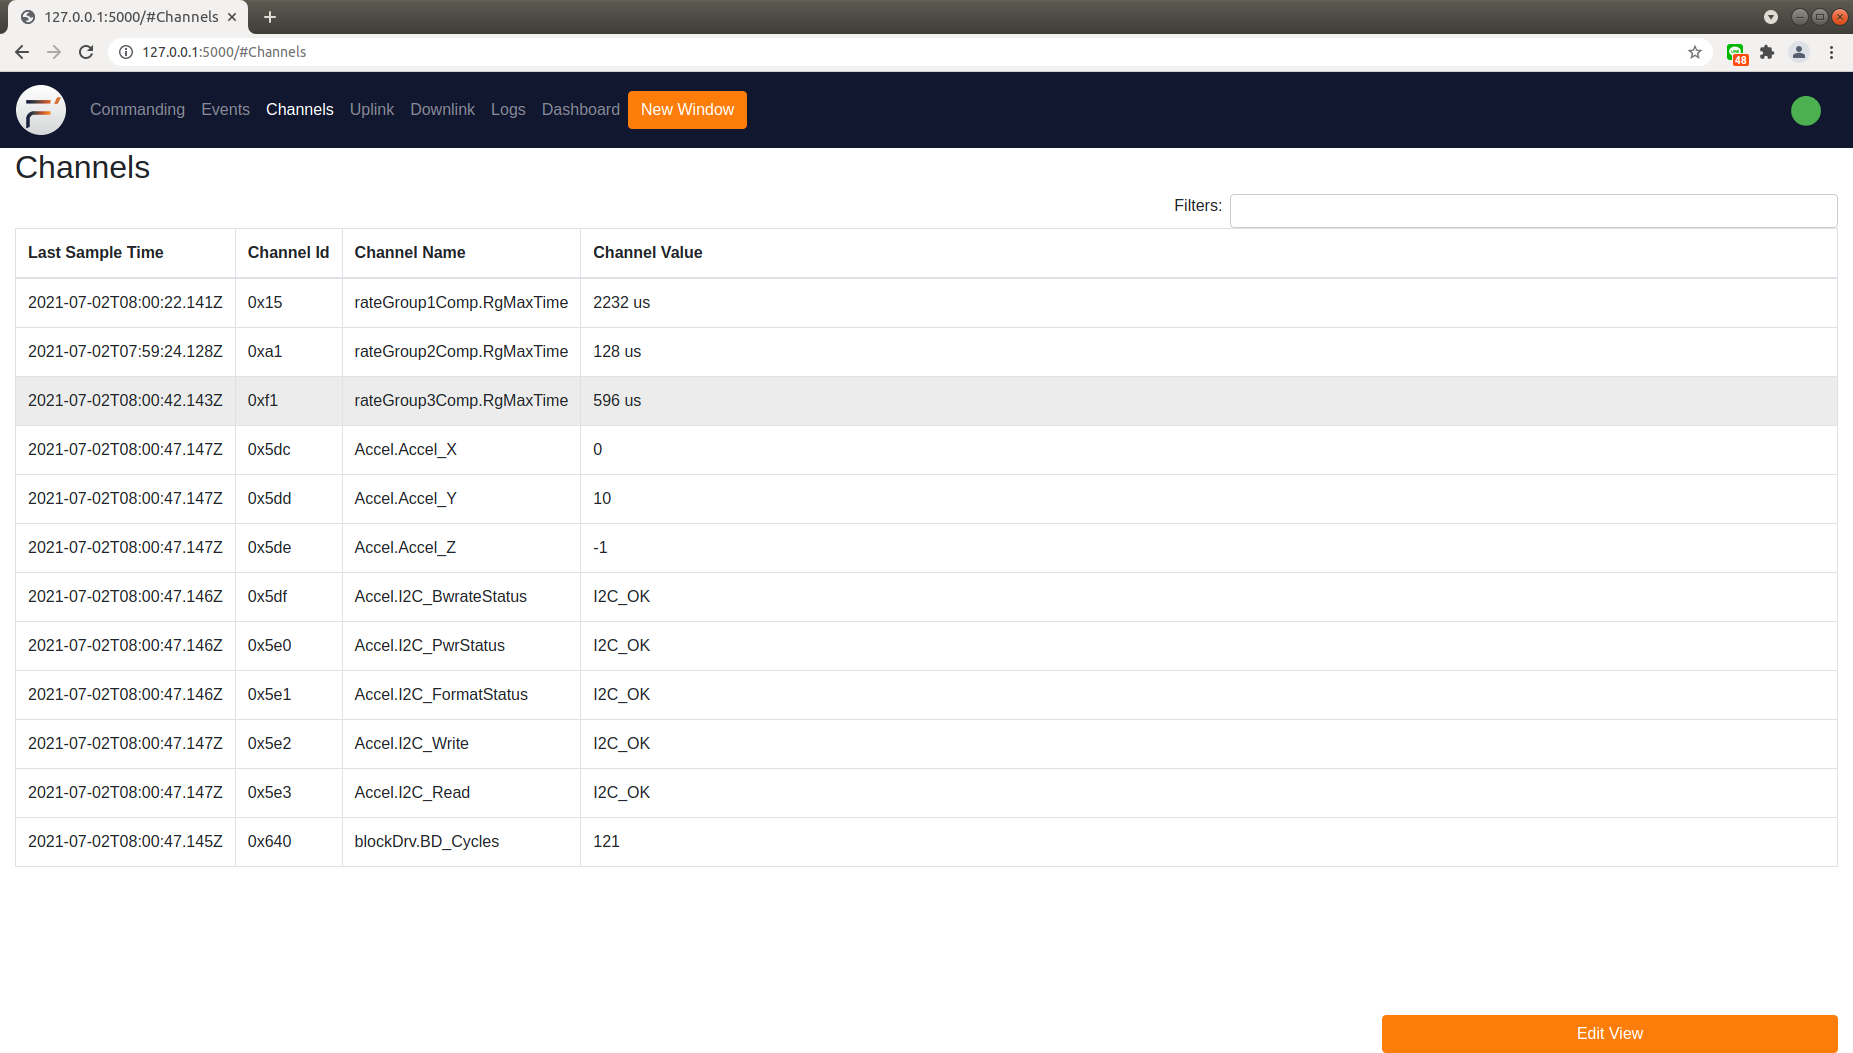 127.0.0.1:5000/#Channels
127.0.0.1:5000/#Channels
48
Commanding Events Channels Uplink Downlink Logs Dashboard New Window
Channels
Filters:
Last Sample Time Channel Id Channel Name Channel Value
2021-07-02T08:00:22.141Z 0x15 rateGroup1Comp.RgMaxTime 2232 us
2021-07-02T07:59:24.128Z 0xa1 rateGroup2Comp.RgMaxTime 128 us
2021-07-02T08:00:42.143Z 0xf1 rateGroup3Comp.RgMaxTime 596 us
2021-07-02T08:00:47.147Z 0x5dc Accel.Accel_X 0
2021-07-02T08:00:47.147Z 0x5dd Accel.Accel_Y 10
2021-07-02T08:00:47.147Z 0x5de Accel.Accel_Z -1
2021-07-02T08:00:47.146Z 0x5df Accel.I2C_BwrateStatus I2C_OK
2021-07-02T08:00:47.146Z 0x5e0 Accel.I2C_PwrStatus I2C_OK
2021-07-02T08:00:47.146Z 0x5e1 Accel.I2C_FormatStatus I2C_OK
2021-07-02T08:00:47.147Z 0x5e2 Accel.I2C_Write I2C_OK
2021-07-02T08:00:47.147Z 0x5e3 Accel.I2C_Read I2C_OK
2021-07-02T08:00:47.145Z 0x640 blockDrv.BD_Cycles 121
Edit View